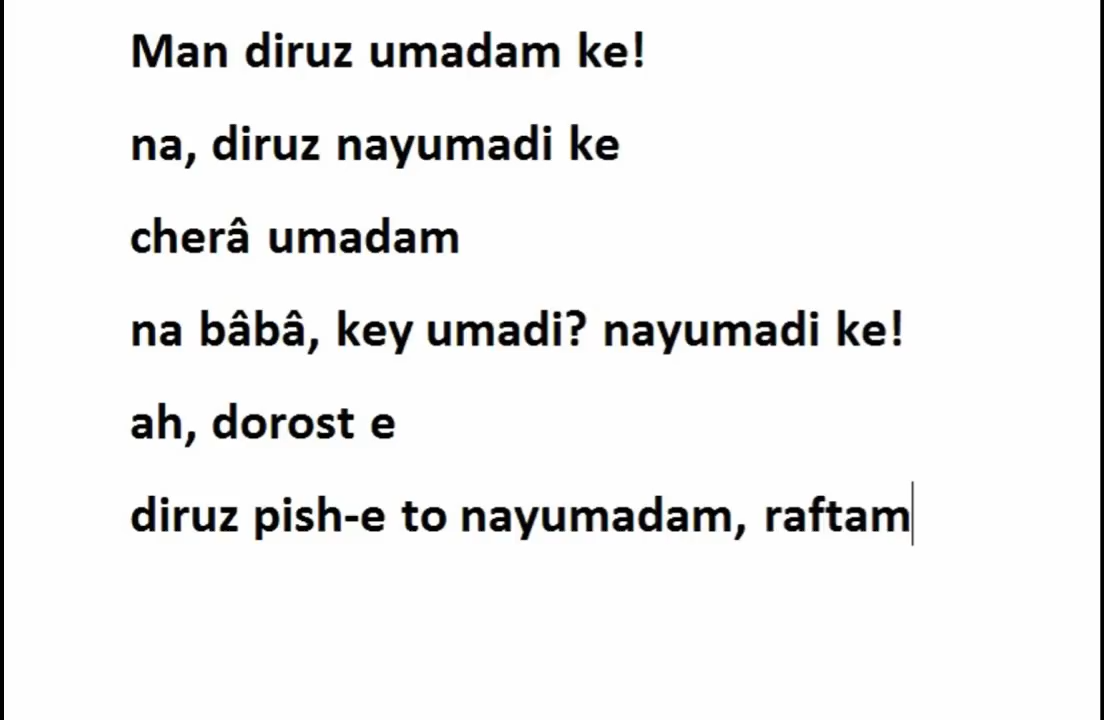 Man diruz umadam ke!
na, diruz nayumadi ke
cherâ umadam
na bâbâ, key umadi? nayumadi ke!
ah, dorost e
diruz pish-e to nayumadam, raftam